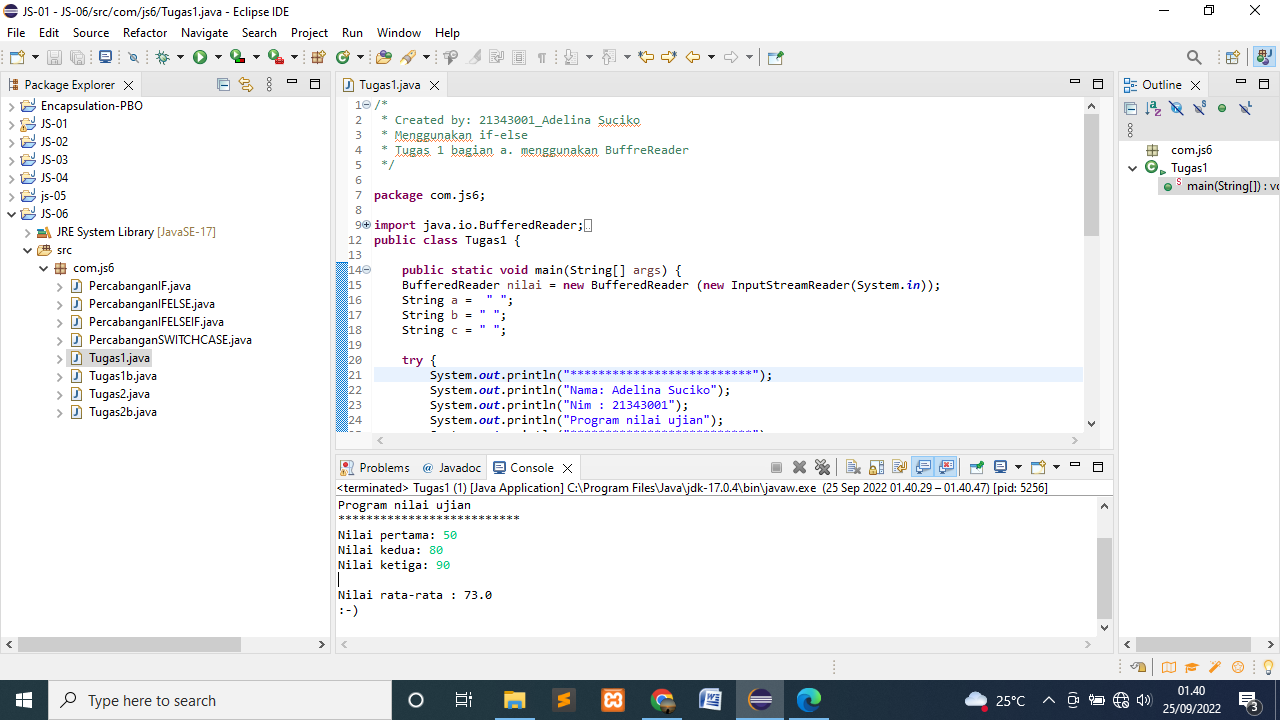 JS-01 - JS-06/src/com/js6/Tugas1.java - Eclipse IDE
File Edit Source Refactor Navigate Search Project Run Window Help
Package Explorer
Encapsulation-PBO
JS-01
JS-02
JS-03
JS-04
js-05
JS-06
JRE System Library [JavaSE-17]
src
com.js6
PercabanganIF.java
PercabanganIFELSE.java
PercabanganIFELSEIF.java
PercabanganSWITCHCASE.java
Tugas1.java
Tugas1b.java
Tugas2.java
Tugas2b.java
Tugas1.java
1 /*
2 * Created by: 21343001_Adelina Suciko
3 * Menggunakan if-else
4 * Tugas 1 bagian a. menggunakan BuffreReader
5 */
6
7 package com.js6;
8
9 import java.io.BufferedReader;
12 public class Tugas1 {
13
14 public static void main(String[] args) {
15 BufferedReader nilai = new BufferedReader (new InputStreamReader(System.in));
16 String a = " ";
17 String b = " ";
18 String c = " ";
19
20 try {
21 System.out.println("**************************");
22 System.out.println("Nama: Adelina Suciko");
23 System.out.println("Nim : 21343001");
24 System.out.println("Program nilai ujian");
Outline
com.js6
Tugas1
main(String[]) : vo
Problems Javadoc Console
<terminated> Tugas1 (1) [Java Application] C:\Program Files\Java\jdk-17.0.4\bin\javaw.exe (25 Sep 2022 01.40.29 – 01.40.47) [pid: 5256]
Program nilai ujian
**************************
Nilai pertama: 50
Nilai kedua: 80
Nilai ketiga: 90
Nilai rata-rata : 73.0
:-)
Type here to search
25°C
01.40
25/09/2022
3